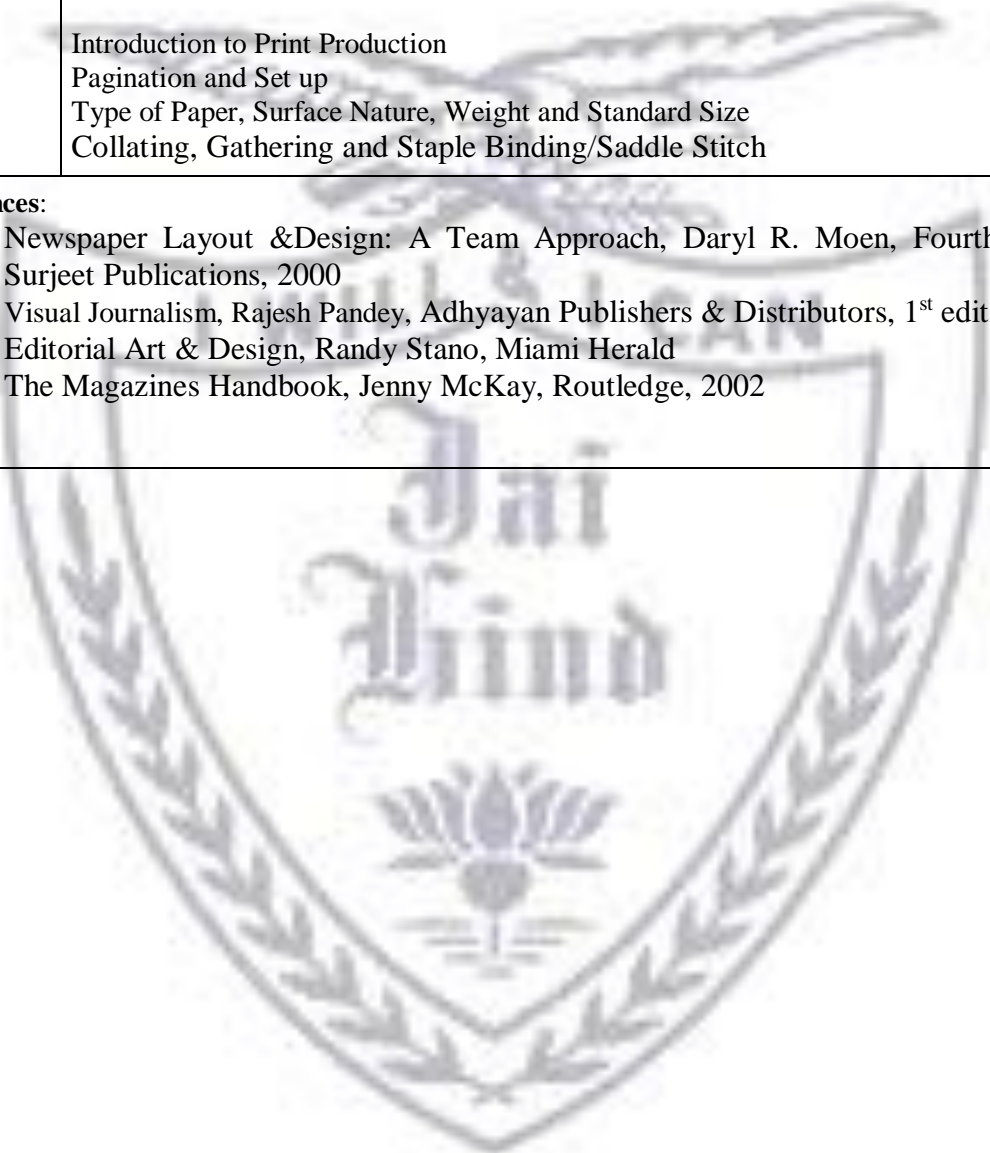 Introduction to Print Production
Pagination and Set up
Type of Paper, Surface Nature, Weight and Standard Size
Collating, Gathering and Staple Binding/Saddle Stitch
nces:
Newspaper Layout &Design: A Team Approach, Daryl R. Moen, Fourth
Surjeet Publications, 2000
Visual Journalism, Rajesh Pandey, Adhyayan Publishers & Distributors, 1st edit
Editorial Art & Design, Randy Stano, Miami Herald
The Magazines Handbook, Jenny McKay, Routledge, 2002
I WILL & I CAN
Jai
Hind